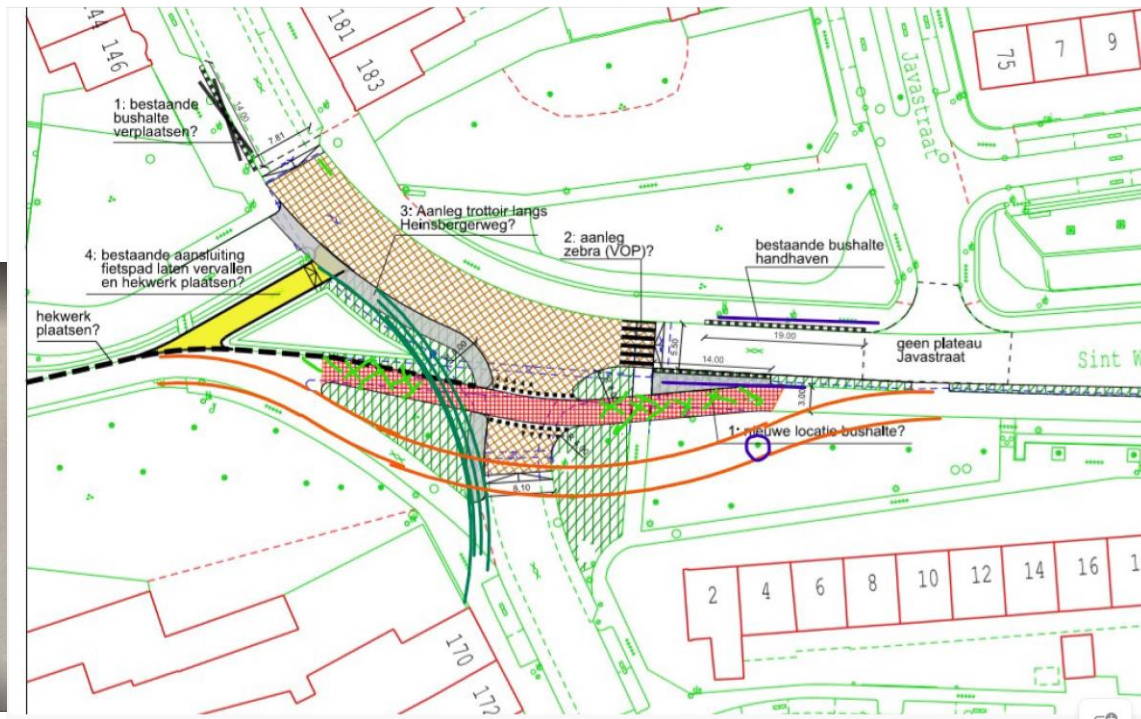 144
146
181
183
75
7
9
Javastraat
1: bestaande
bushalte
verplaatsen?
14.00
7.81
3: Aanleg trottoir langs
Heinsbergerweg?
2: aanleg
zebra (VOP)?
bestaande bushalte
handhaven
4: bestaande aansluiting
fietspad laten vervallen
en hekwerk plaatsen?
hekwerk
plaatsen?
19.00
5.50
14.00
geen plateau
Javastraat
Sint W
3.00
1: nieuwe locatie bushalte?
8.10
2
4
6
8
10
12
14
16
1
170
172